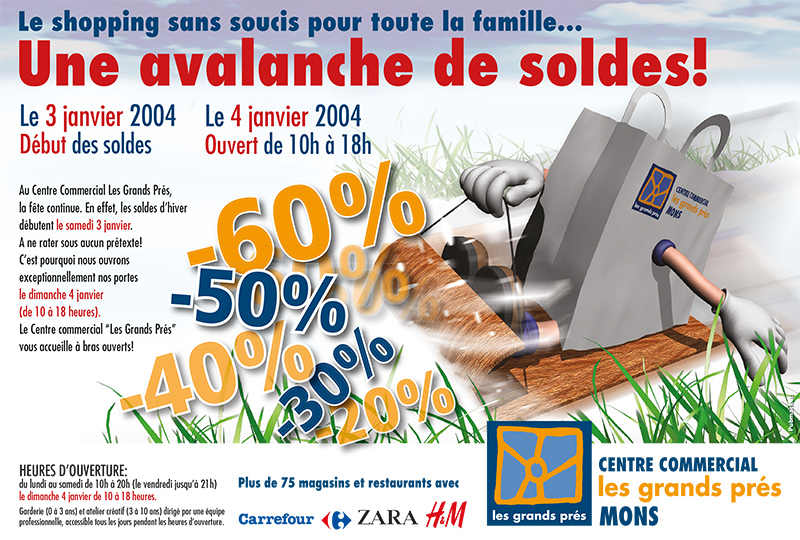 Le shopping sans soucis pour toute la famille...
Une avalanche de soldes!
Le 3 janvier 2004
Début des soldes
Le 4 janvier 2004
Ouvert de 10h à 18h
Au Centre Commercial Les Grands Prés,
la fête continue. En effet, les soldes d'hiver
débutent le samedi 3 janvier.
A ne rater sous aucun prétexte!
C'est pourquoi nous ouvrons
exceptionnellement nos portes
le dimanche 4 janvier
(de 10 à 18 heures).
Le Centre commercial "Les Grands Prés"
vous accueille à bras ouverts!
-60%
-50%
-40%
-30%
-20%
CENTRE COMMERCIAL
les grands prés
MONS
les grands prés
HEURES D'OUVERTURE:
du lundi au samedi de 10h à 20h (le vendredi jusqu'à 21h)
le dimanche 4 janvier de 10 à 18 heures.
Garderie (0 à 3 ans) et atelier créatif (3 à 10 ans) dirigé par une équipe
professionnelle, accessible tous les jours pendant les heures d'ouverture.
Plus de 75 magasins et restaurants avec
Carrefour ZARA H&M
les grands prés
CENTRE COMMERCIAL
les grands prés
MONS